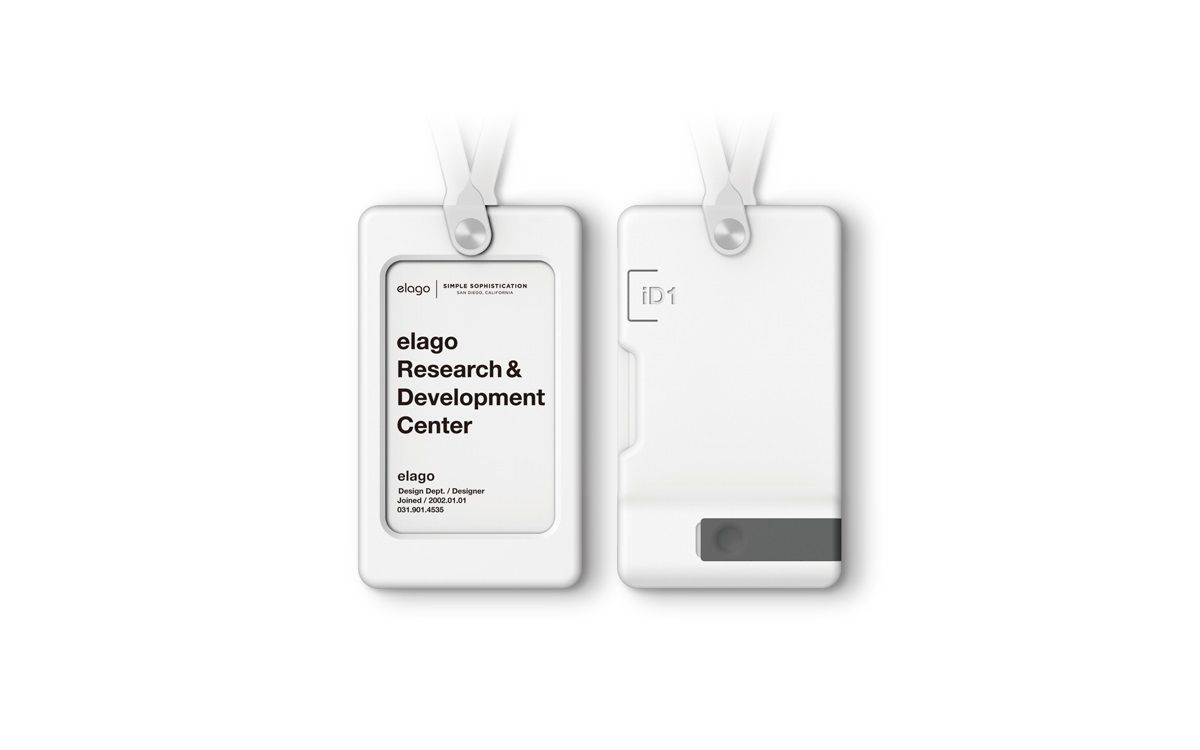 elago | SIMPLE SOPHISTICATION
SAN DIEGO, CALIFORNIA
elago
Research &
Development
Center
elago
Design Dept. / Designer
Joined / 2002.01.01
031.901.4535
iD1